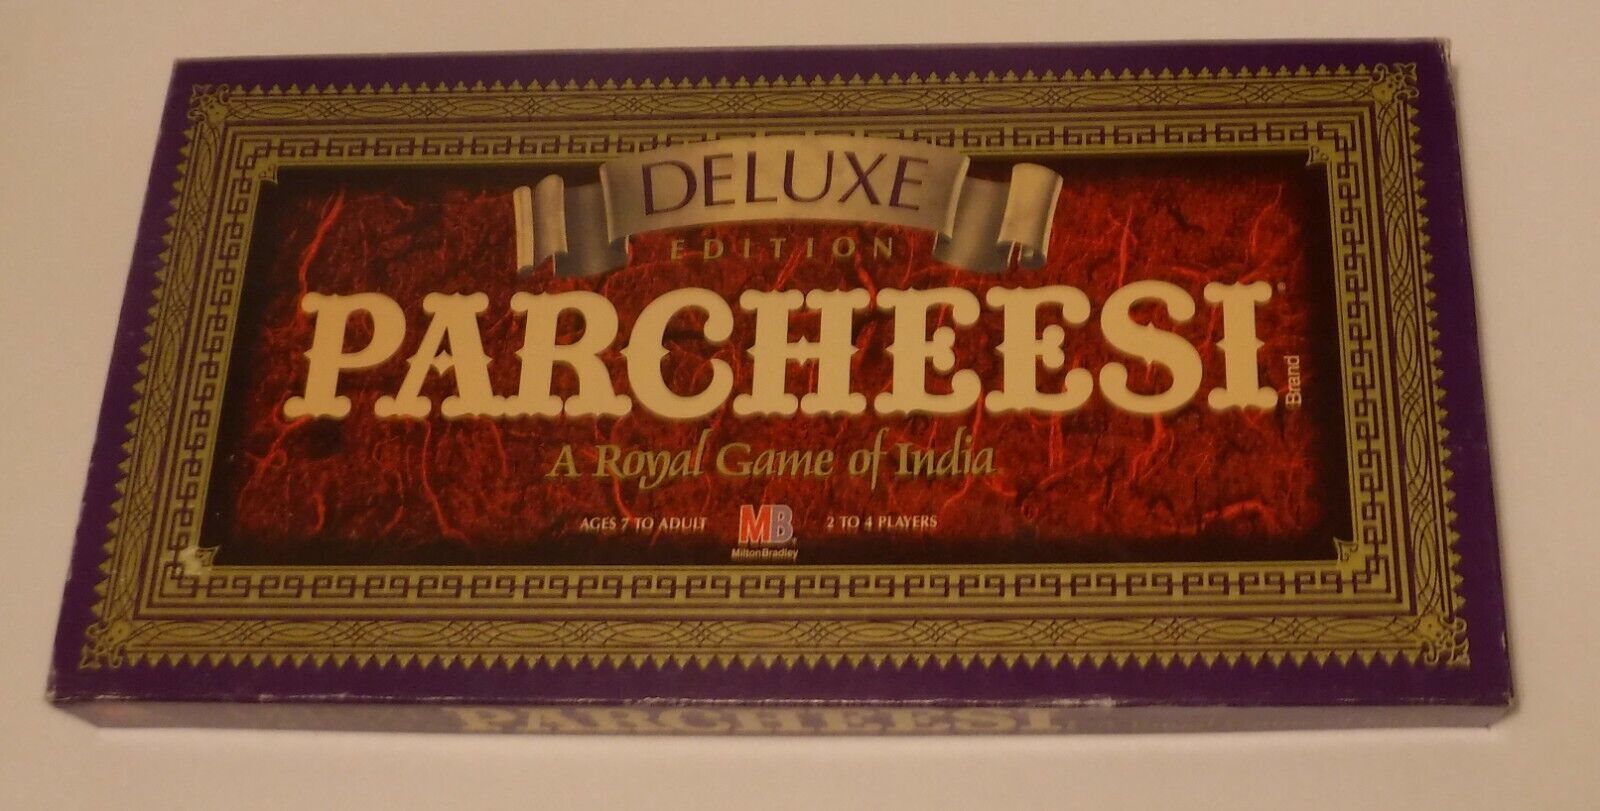 DELUXE
EDITION
PARCHEESI
Brand
A Royal Game of India
AGES 7 TO ADULT MB 2 TO 4 PLAYERS
Milton Bradley
PARCHEESI